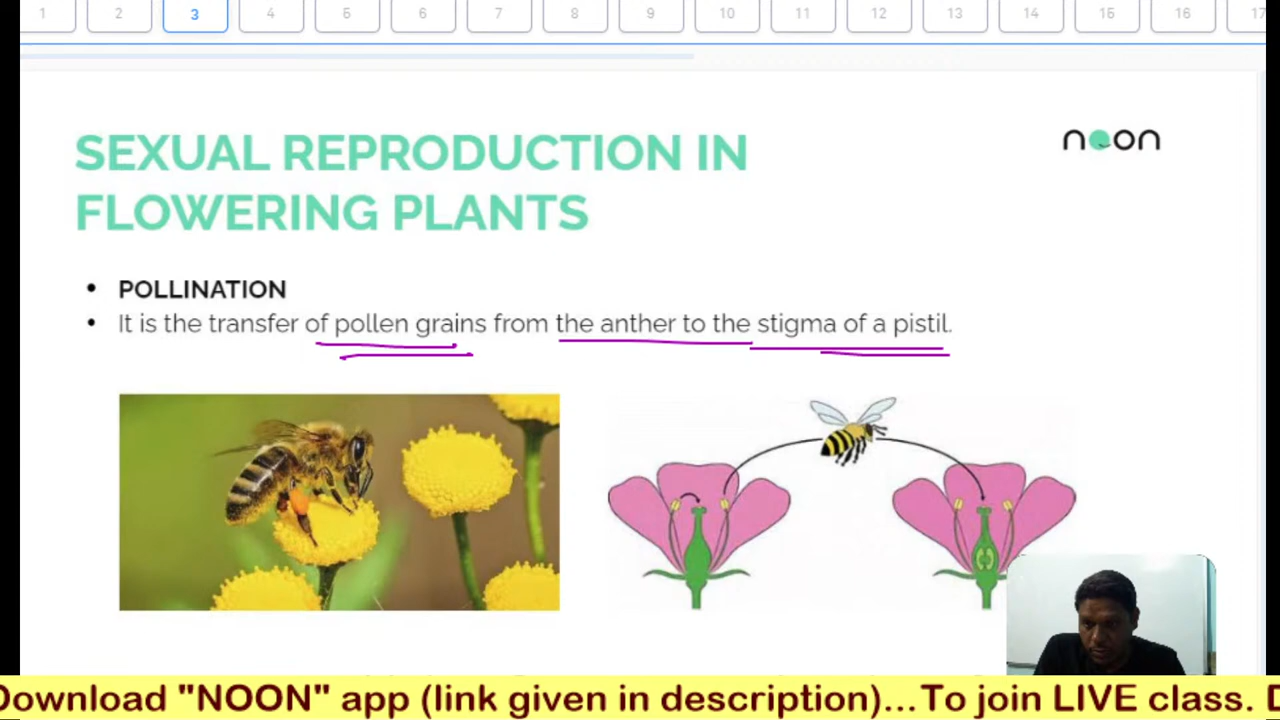 1 2 3 4 5 6 7 8 9 10 11 12 13 14 15 16 17
SEXUAL REPRODUCTION IN
noon
FLOWERING PLANTS
• POLLINATION
• It is the transfer of pollen grains from the anther to the stigma of a pistil.
Download "NOON" app (link given in description)...To join LIVE class. D